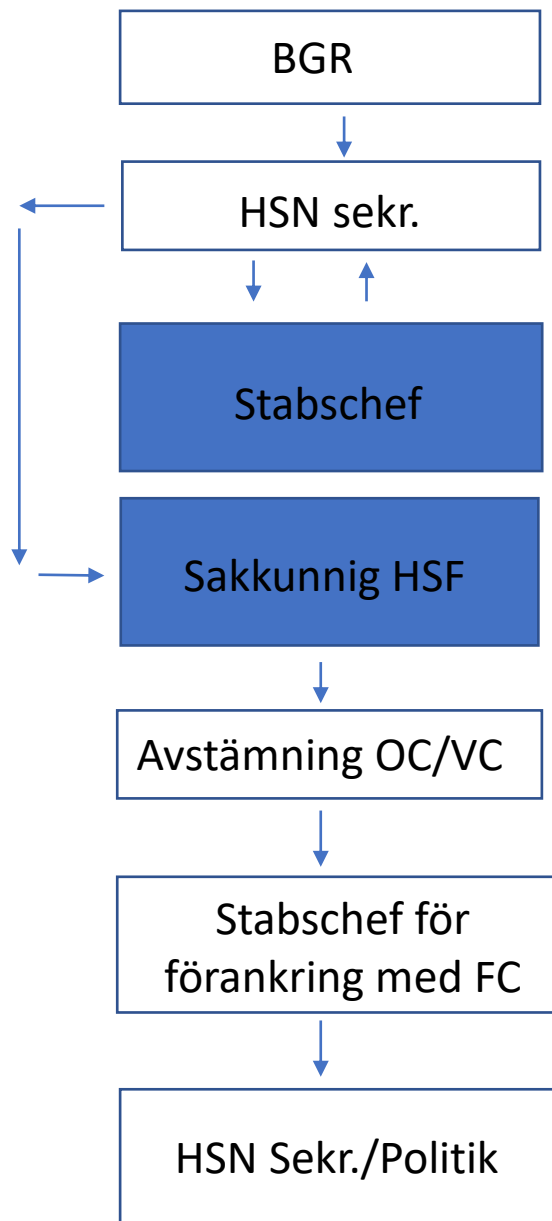 BGR
HSN sekr.
Stabschef
Sakkunnig HSF
Avstämning OC/VC
Stabschef för
förankring med FC
HSN Sekr./Politik